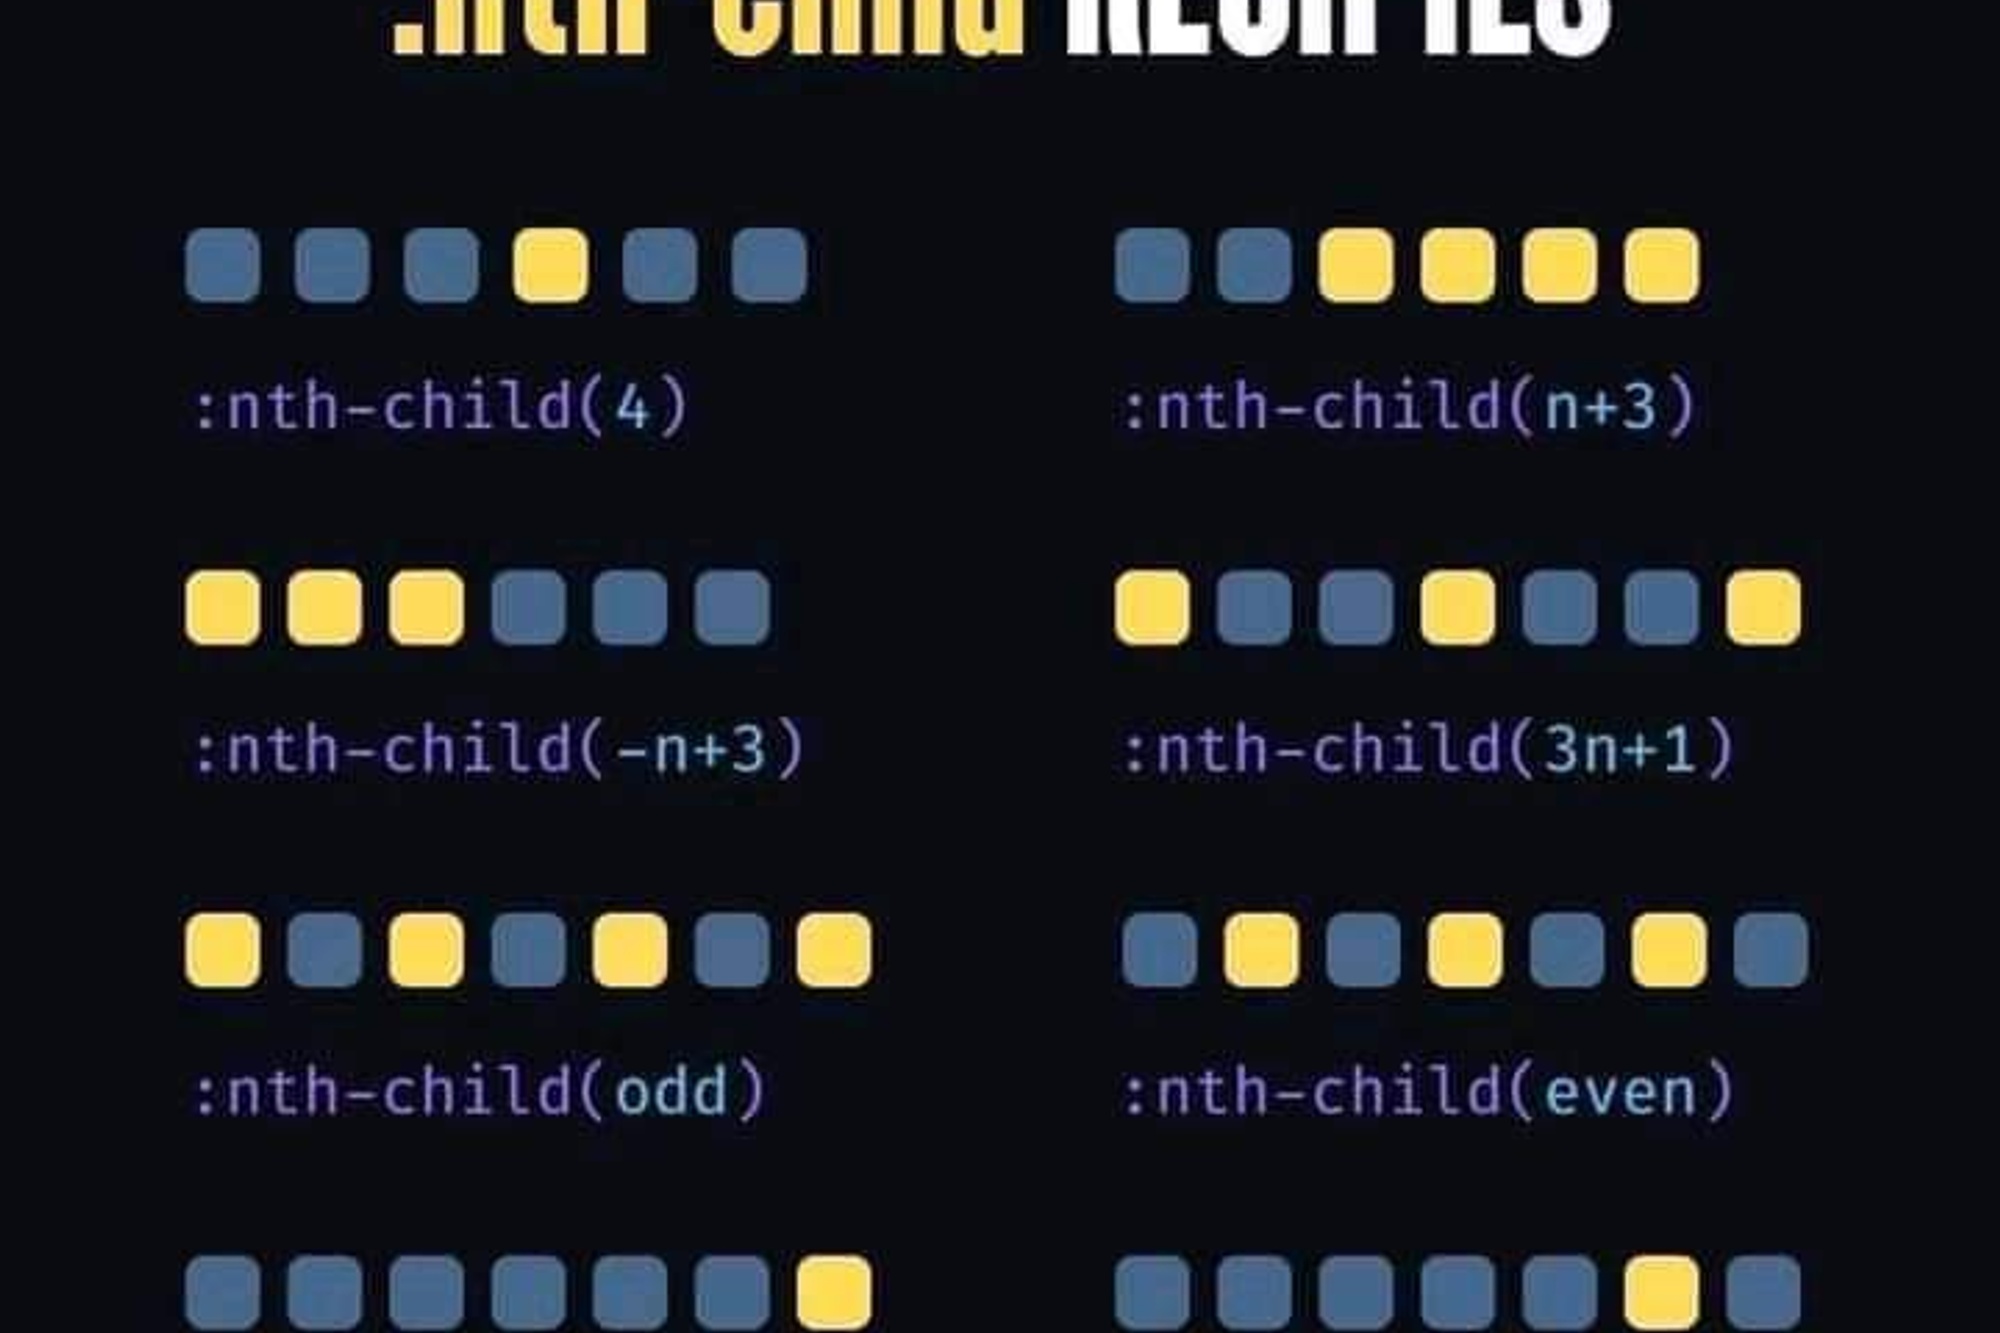 :nth-child(4)
:nth-child(n+3)
:nth-child(-n+3)
:nth-child(3n+1)
:nth-child(odd)
:nth-child(even)